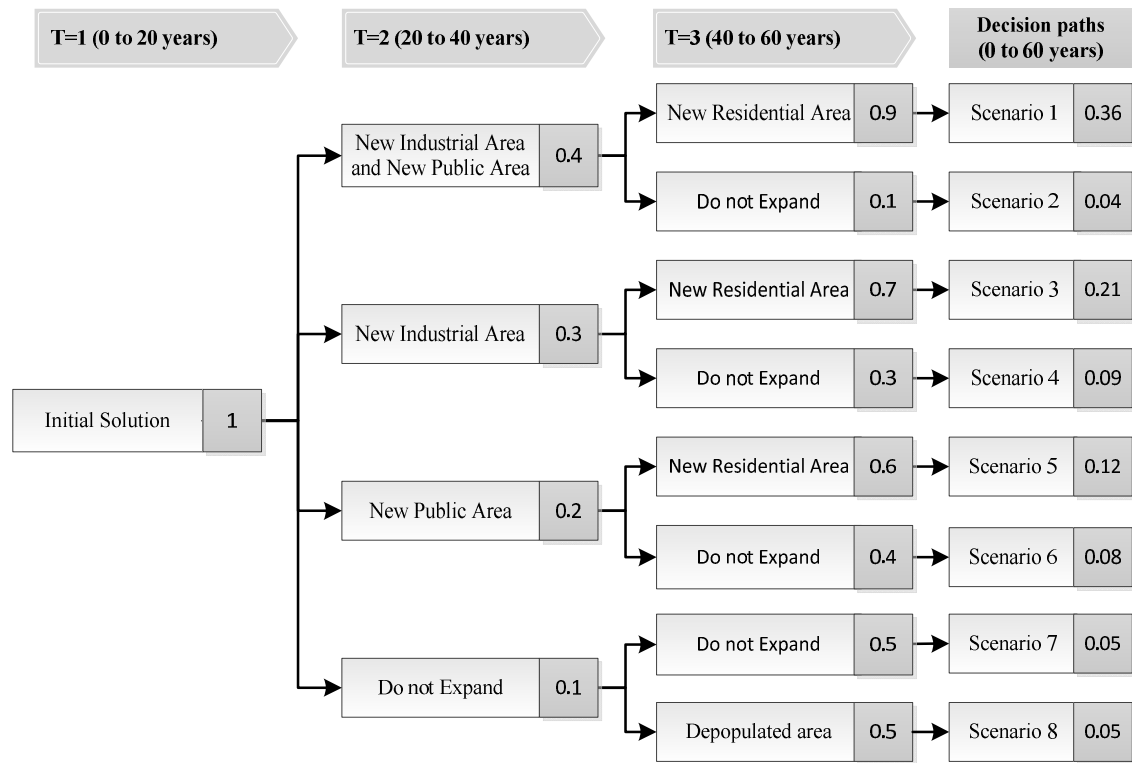 T=1 (0 to 20 years)
T=2 (20 to 40 years)
T=3 (40 to 60 years)
Decision paths
(0 to 60 years)
Initial Solution 1
New Industrial Area
and New Public Area
0.4
New Residential Area 0.9
Scenario 1 0.36
Do not Expand 0.1
Scenario 2 0.04
New Industrial Area 0.3
New Residential Area 0.7
Scenario 3 0.21
Do not Expand 0.3
Scenario 4 0.09
New Public Area 0.2
New Residential Area 0.6
Scenario 5 0.12
Do not Expand 0.4
Scenario 6 0.08
Do not Expand 0.1
Do not Expand 0.5
Scenario 7 0.05
Depopulated area 0.5
Scenario 8 0.05